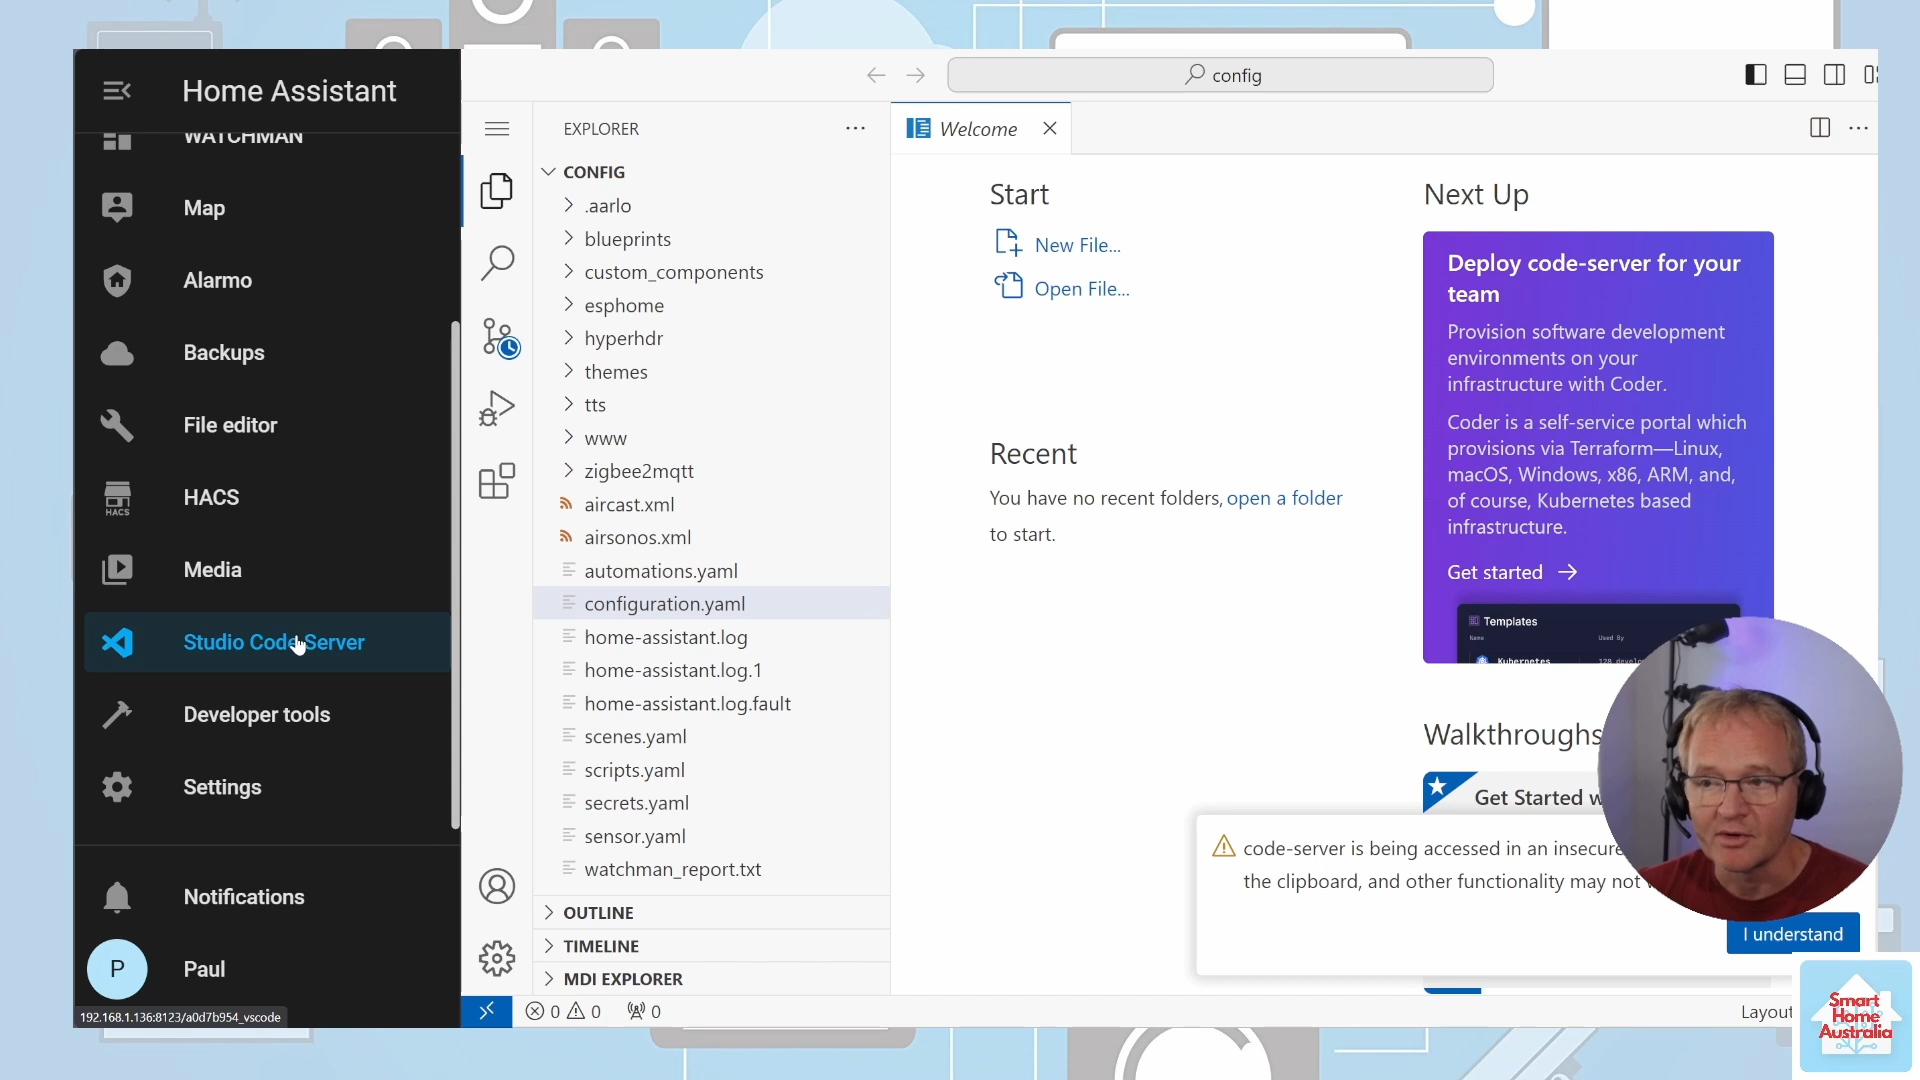 Home Assistant
WATCHMAN
Map
Alarmo
Backups
File editor
HACS
HACS
Media
Studio Code Server
Developer tools
Settings
Notifications
P
Paul
192.168.1.136:8123/a0d7b954_vscode
config
EXPLORER
CONFIG
.aarlo
blueprints
custom_components
esphome
hyperhdr
themes
tts
www
zigbee2mqtt
aircast.xml
airsonos.xml
automations.yaml
configuration.yaml
home-assistant.log
home-assistant.log.1
home-assistant.log.fault
scenes.yaml
scripts.yaml
secrets.yaml
sensor.yaml
watchman_report.txt
OUTLINE
TIMELINE
MDI EXPLORER
0 0 0
Welcome
Start
New File...
Open File...
Recent
You have no recent folders, open a folder
to start.
Next Up
Deploy code-server for your
team
Provision software development
environments on your
infrastructure with Coder.
Coder is a self-service portal which
provisions via Terraform—Linux,
macOS, Windows, x86, ARM, and,
of course, Kubernetes based
infrastructure.
Get started
Templates
Name Used By
Kubernetes 128
Walkthroughs
Get Started
code-server is being accessed in an insecure
the clipboard, and other functionality may not
I understand
Layout
Smart
Home
Australia